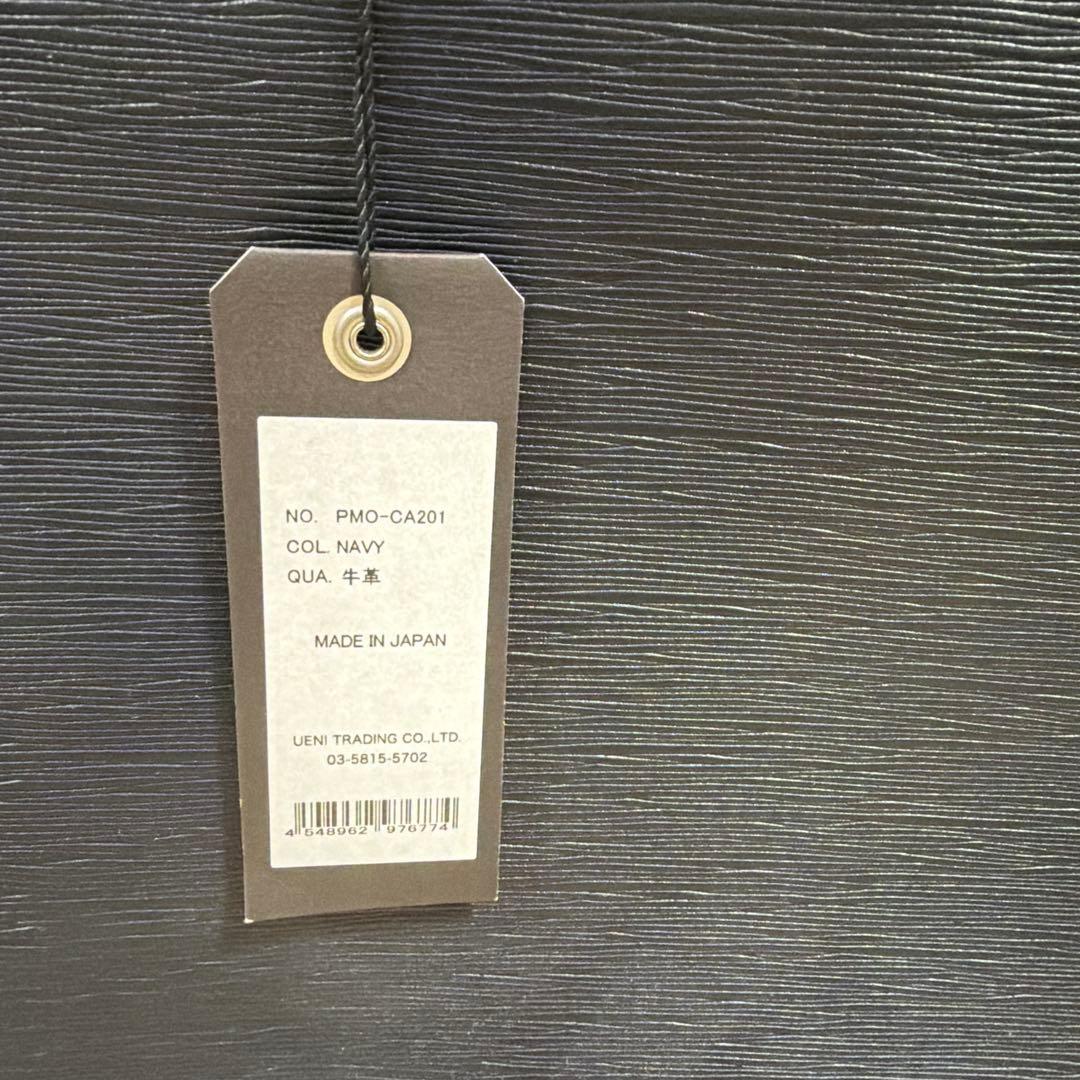 NO. PMO-CA201
COL. NAVY
QUA. 牛革
MADE IN JAPAN
UENI TRADING CO.,LTD.
03-5815-5702
4 548962 976774